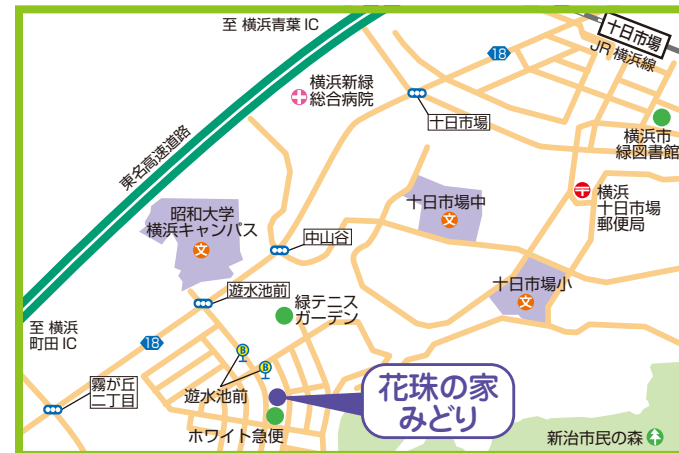 至 横浜青葉 IC
十日市場
JR 横浜線
18
横浜新緑
総合病院
十日市場
横浜市
緑図書館
東名高速道路
昭和大学
横浜キャンパス
文
十日市場中
文
横浜
十日市場
郵便局
中山谷
十日市場小
文
遊水池前
緑テニス
ガーデン
至 横浜
町田 IC
18
B
B
霧が丘
二丁目
遊水池前
花珠の家
みどり
ホワイト急便
新治市民の森